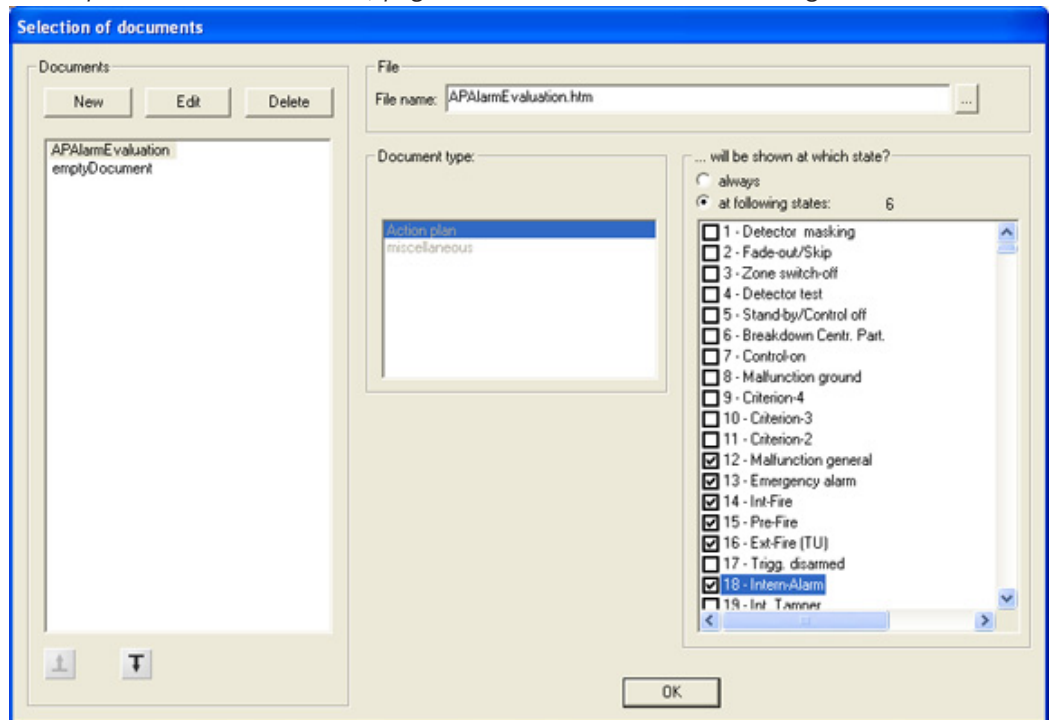 Selection of documents
Documents
New
Edit
Delete
APAlarmEvaluation
emptyDocument
File
File name:
APAlarmEvaluation.htm
...
Document type:
Action plan
miscellaneous
... will be shown at which state?
always
at following states: 6
1 - Detector masking
2 - Fade-out/Skip
3 - Zone switch-off
4 - Detector test
5 - Stand-by/Control off
6 - Breakdown Centr. Part.
7 - Control-on
8 - Malfunction ground
9 - Criterion-4
10 - Criterion-3
11 - Criterion-2
12 - Malfunction general
13 - Emergency alarm
14 - Int-Fire
15 - Pre-Fire
16 - Ext-Fire (TU)
17 - Trigg. disarmed
18 - Intern-Alarm
19 - Int. Tamper
OK